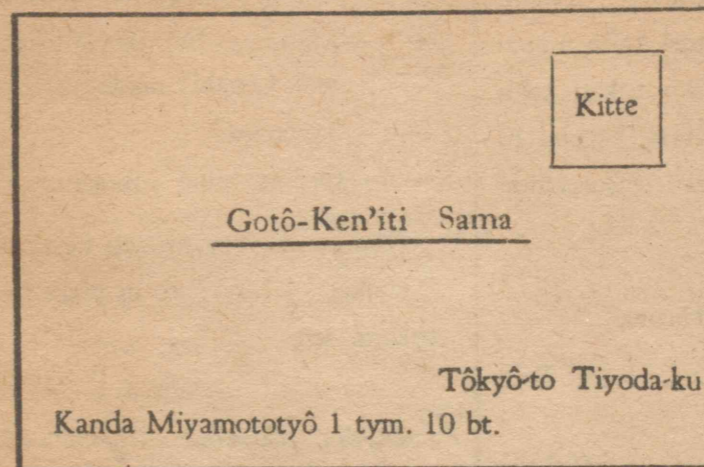 Kitte
Gotô-Ken'iti Sama
Tôkyô-to Tiyoda-ku
Kanda Miyamototyô 1 tym. 10 bt.